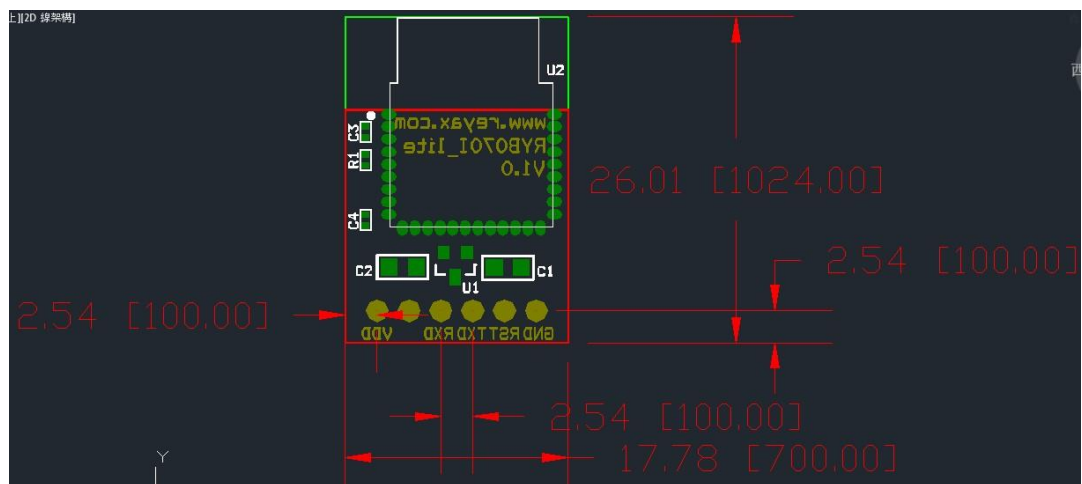 上][2D 線架構]
U2
www.reyax.com
RYB070I_lite
V1.0
C3
R1
C4
26.01 [1024.00]
C2
U1
C1
2.54 [100.00]
2.54 [100.00]
VDD RXD TXD RST GND
2.54 [100.00]
17.78 [700.00]
Y
西